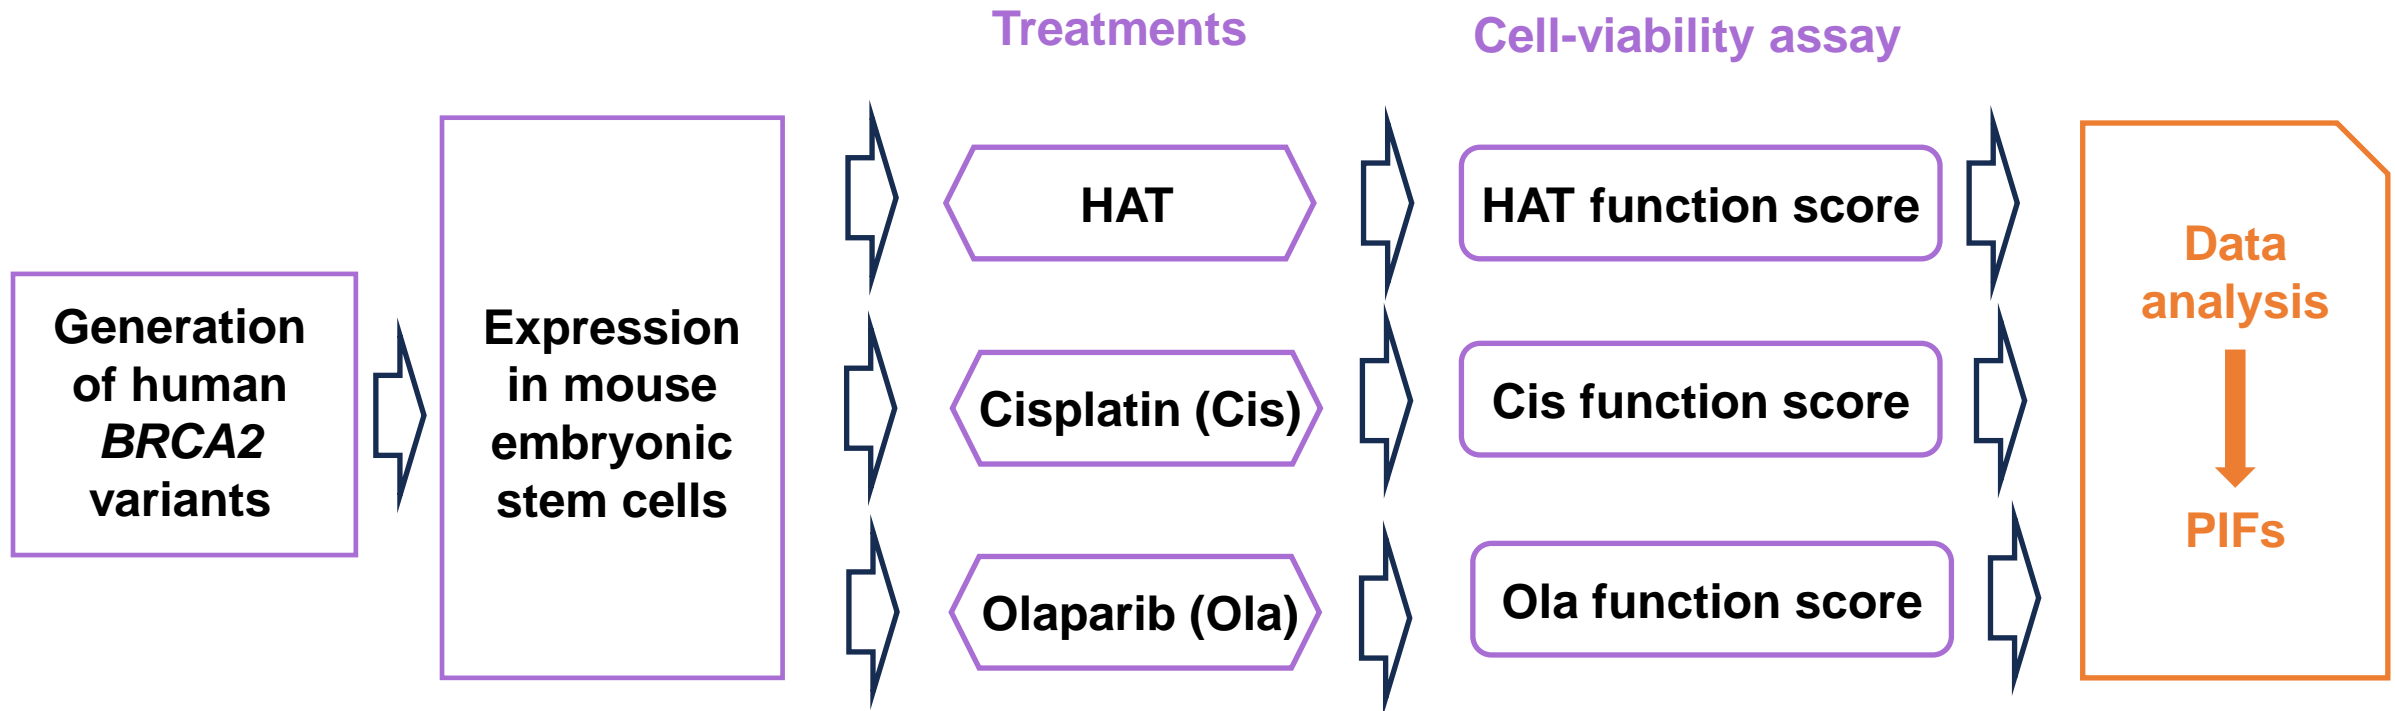 Treatments
Cell-viability assay
Generation
of human
BRCA2
variants
Expression
in mouse
embryonic
stem cells
HAT
Cisplatin (Cis)
Olaparib (Ola)
HAT function score
Cis function score
Ola function score
Data
analysis
PIFs